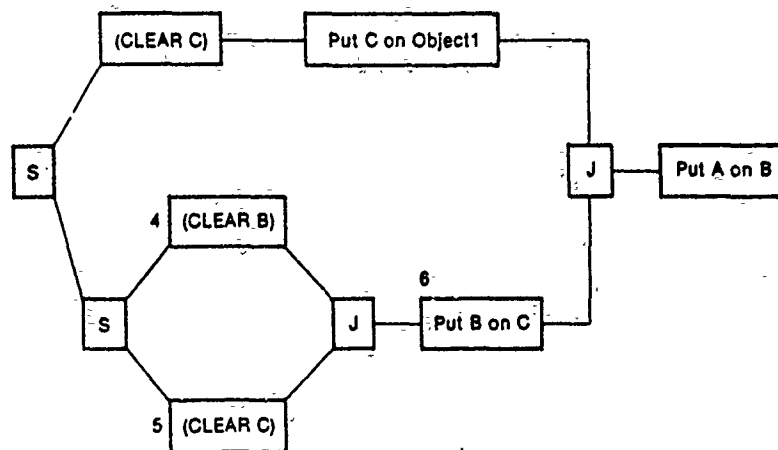 (CLEAR C)
Put C on Object1
S
J
Put A on B
4
(CLEAR B)
6
S
J
Put B on C
5
(CLEAR C)